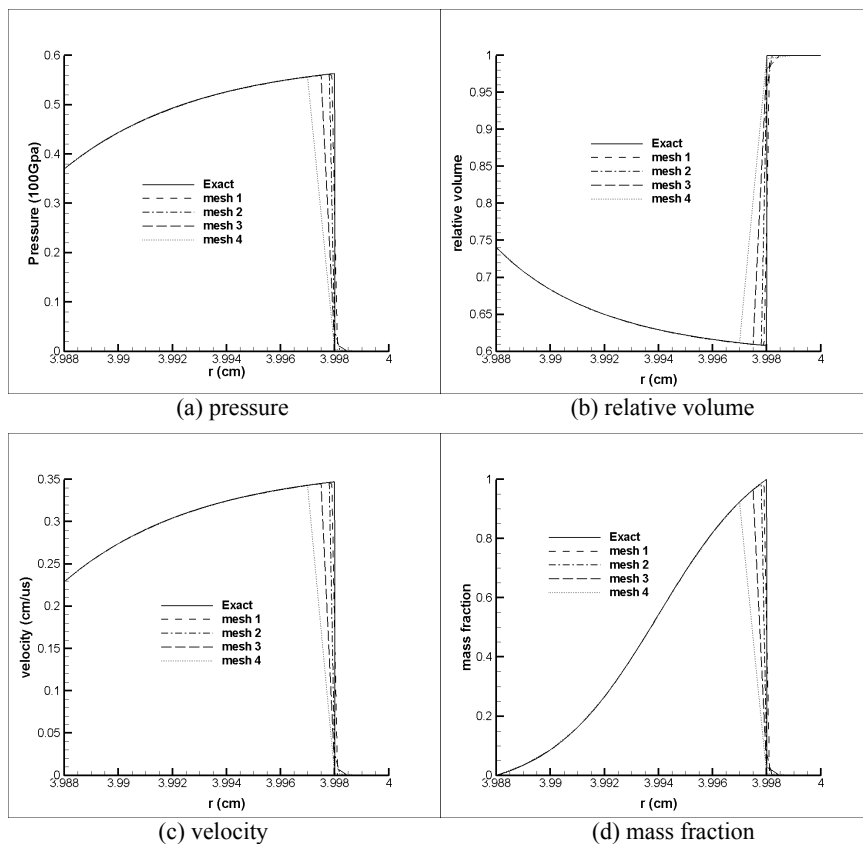 0.6
0.5
0.4
0.3
0.2
0.1
0
Pressure (100Gpa)
Exact
mesh 1
mesh 2
mesh 3
mesh 4
3.988 3.99 3.992 3.994 3.996 3.998 4
r (cm)
(a) pressure
1
0.95
0.9
0.85
0.8
0.75
0.7
0.65
0.6
relative volume
Exact
mesh 1
mesh 2
mesh 3
mesh 4
3.988 3.99 3.992 3.994 3.996 3.998 4
r (cm)
(b) relative volume
0.35
0.3
0.25
0.2
0.15
0.1
0.05
0
velocity (cm/us)
Exact
mesh 1
mesh 2
mesh 3
mesh 4
3.988 3.99 3.992 3.994 3.996 3.998 4
r (cm)
(c) velocity
1
0.8
0.6
0.4
0.2
0
mass fraction
Exact
mesh 1
mesh 2
mesh 3
mesh 4
3.988 3.99 3.992 3.994 3.996 3.998 4
r (cm)
(d) mass fraction